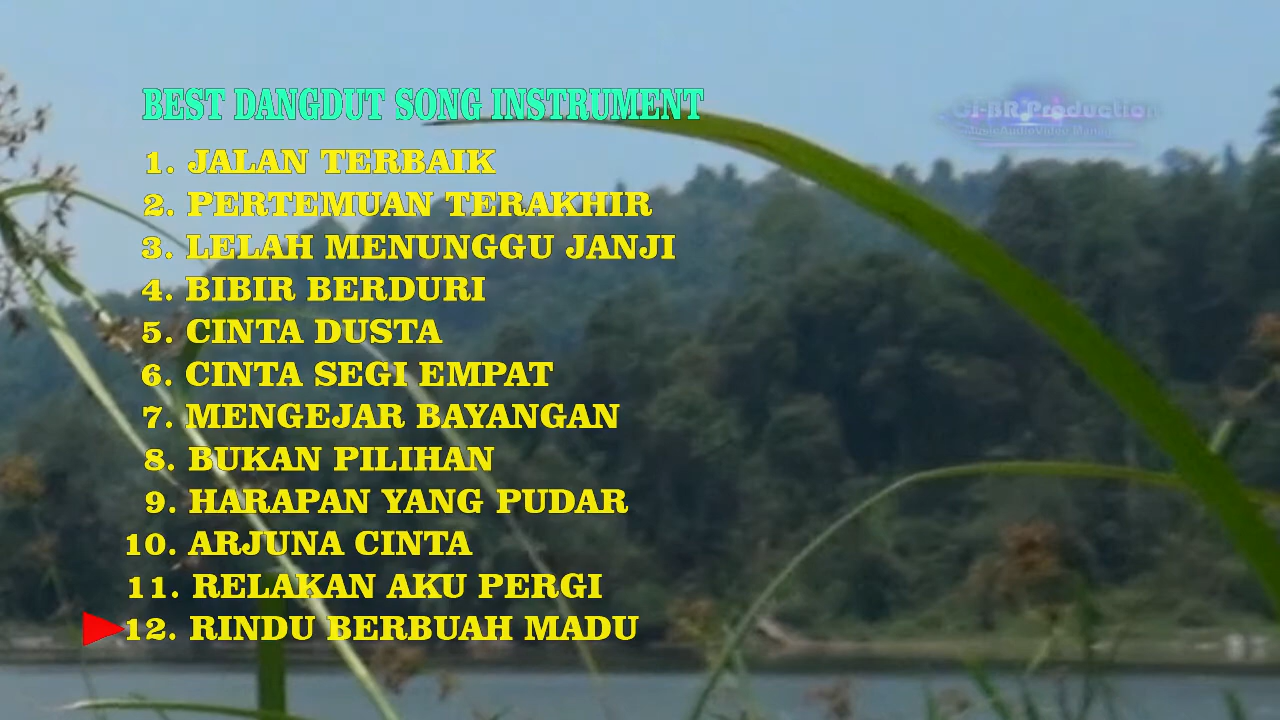 BEST DANGDUT SONG INSTRUMENT
1. JALAN TERBAIK
2. PERTEMUAN TERAKHIR
3. LELAH MENUNGGU JANJI
4. BIBIR BERDURI
5. CINTA DUSTA
6. CINTA SEGI EMPAT
7. MENGEJAR BAYANGAN
8. BUKAN PILIHAN
9. HARAPAN YANG PUDAR
10. ARJUNA CINTA
11. RELAKAN AKU PERGI
12. RINDU BERBUAH MADU
Production